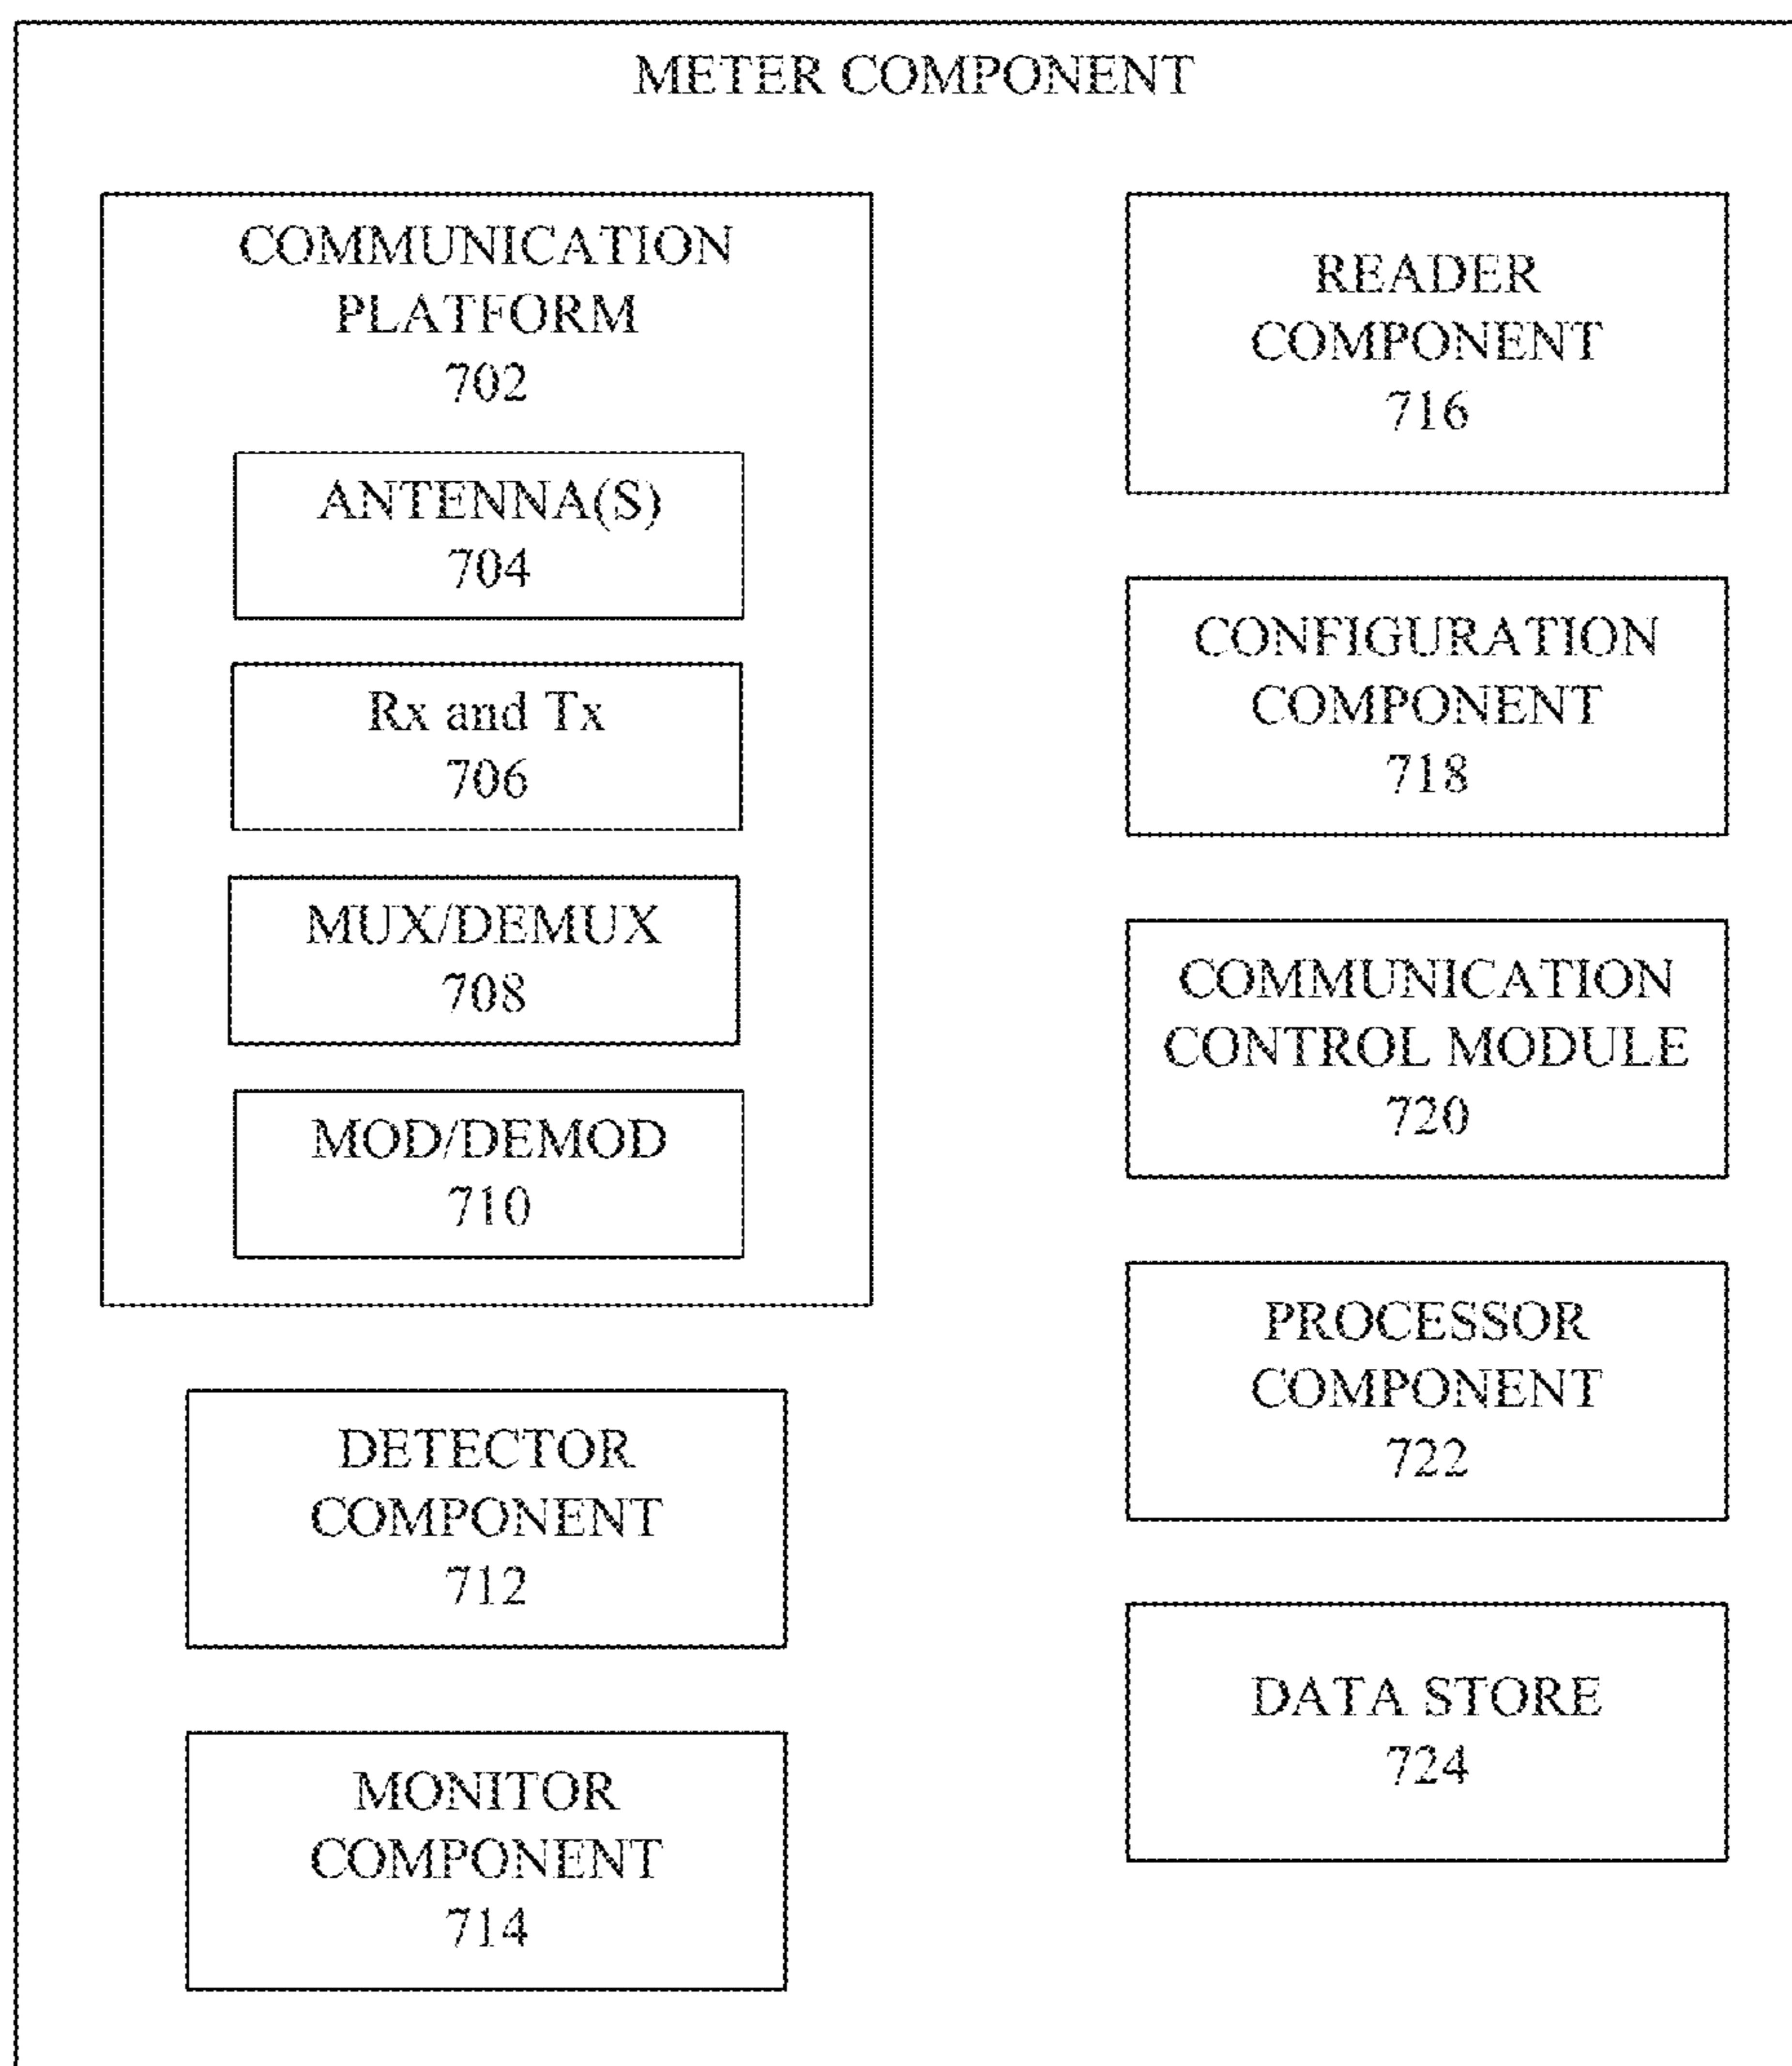 METER COMPONENT
COMMUNICATION
PLATFORM
702
ANTENNA(S)
704
Rx and Tx
706
MUX/DEMUX
708
MOD/DEMOD
710
DETECTOR
COMPONENT
712
MONITOR
COMPONENT
714
READER
COMPONENT
716
CONFIGURATION
COMPONENT
718
COMMUNICATION
CONTROL MODULE
720
PROCESSOR
COMPONENT
722
DATA STORE
724